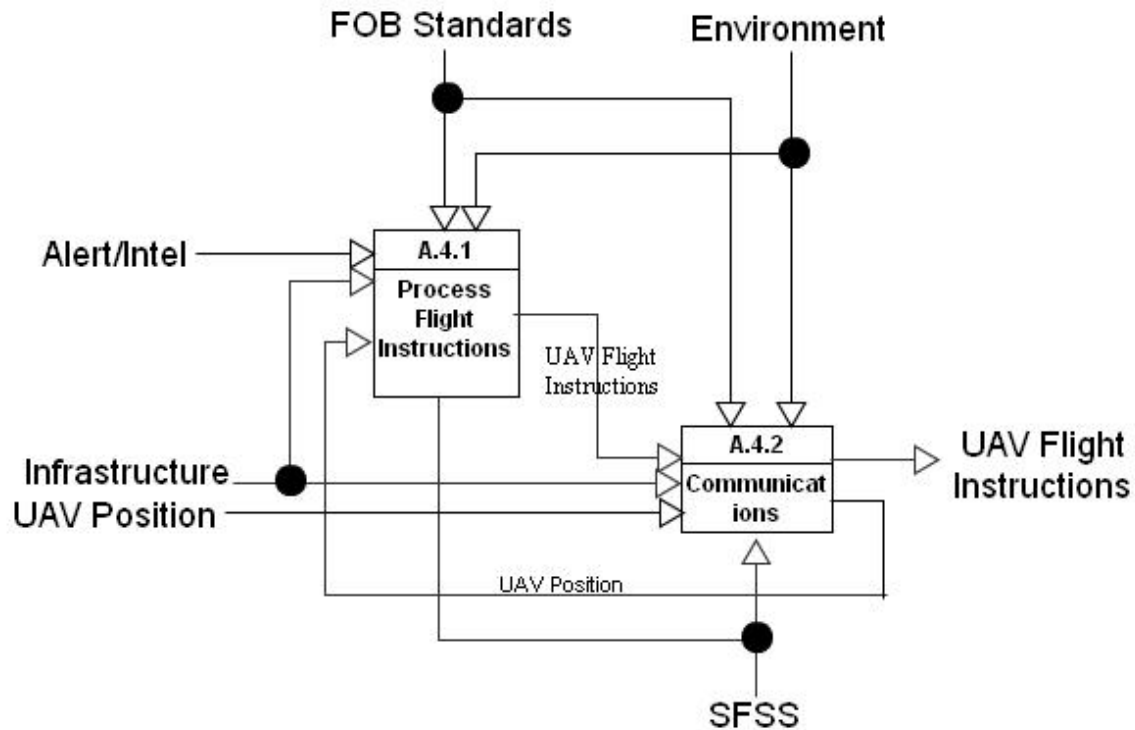 FOB Standards
Environment
Alert/Intel
A.4.1
Process
Flight
Instructions
UAV Flight
Instructions
Infrastructure
UAV Position
A.4.2
Communicat
ions
UAV Flight
Instructions
UAV Position
SFSS